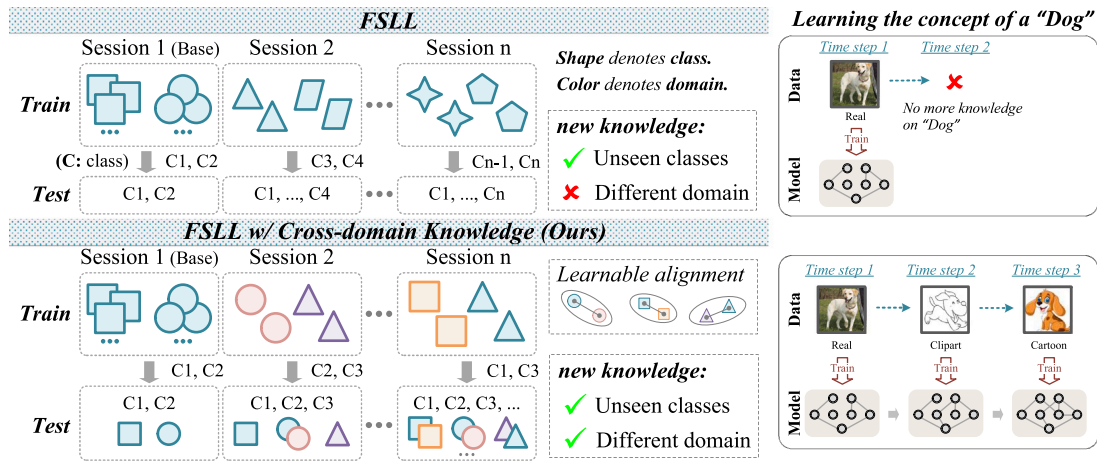 FSLL
Session 1 (Base)
Session 2
Session n
Train
Shape denotes class.
Color denotes domain.
(C: class)
C1, C2
C3, C4
Cn-1, Cn
new knowledge:
Unseen classes
Different domain
Test
C1, C2
C1, ..., C4
C1, ..., Cn
Learning the concept of a “Dog”
Time step 1
Time step 2
Data
Real
No more knowledge
on “Dog”
Train
Model
FSLL w/ Cross-domain Knowledge (Ours)
Session 1 (Base)
Session 2
Session n
Train
Learnable alignment
C1, C2
C2, C3
C1, C3
new knowledge:
Unseen classes
Different domain
Test
C1, C2
C1, C2, C3
C1, C2, C3, ...
Time step 1
Time step 2
Time step 3
Data
Real
Clipart
Cartoon
Train
Train
Train
Model